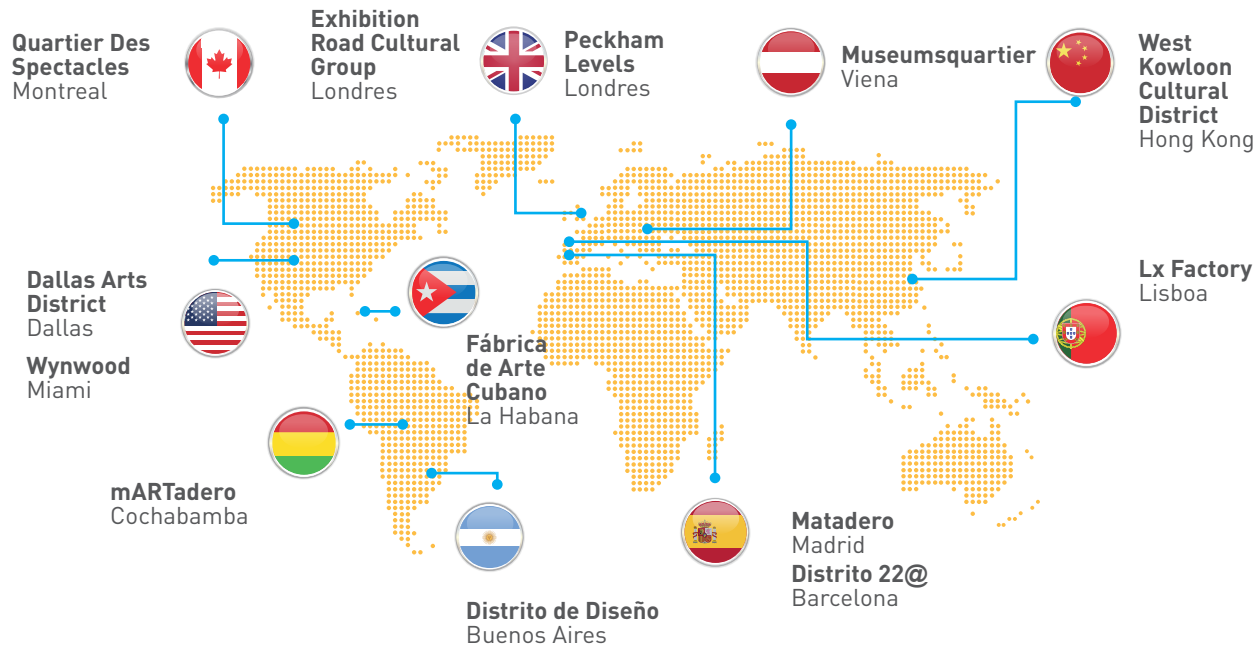 Quartier Des
Spectacles
Montreal
Exhibition
Road Cultural
Group
Londres
Peckham
Levels
Londres
Museumsquartier
Viena
West
Kowloon
Cultural
District
Hong Kong
Dallas Arts
District
Dallas
Wynwood
Miami
Fábrica
de Arte
Cubano
La Habana
Lx Factory
Lisboa
mARTadero
Cochabamba
Distrito de Diseño
Buenos Aires
Matadero
Madrid
Distrito 22@
Barcelona